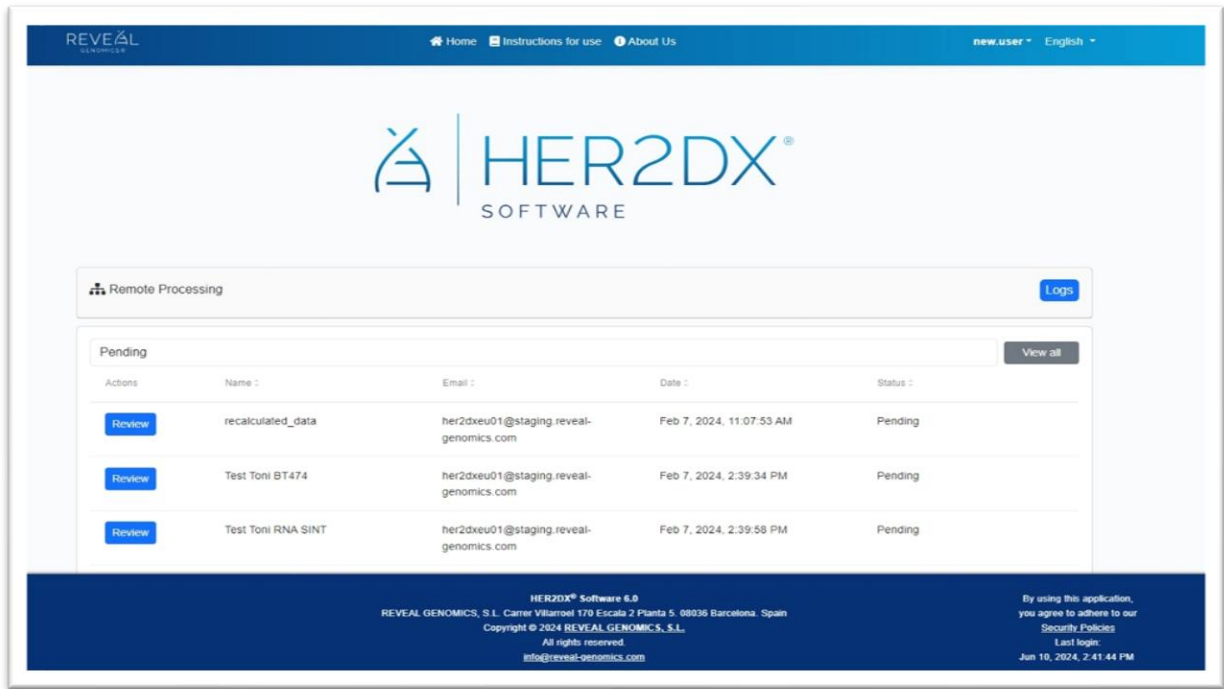 REVEAL
GENOMICS®
Home Instructions for use About Us
new.user English
HER2DX®
SOFTWARE
Remote Processing
Logs
Pending
View all
Actions Name Email Date Status
Review recalculated_data her2dxeu01@staging.reveal- Feb 7, 2024, 11:07:53 AM Pending
genomics.com
Review Test Toni BT474 her2dxeu01@staging.reveal- Feb 7, 2024, 2:39:34 PM Pending
genomics.com
Review Test Toni RNA SINT her2dxeu01@staging.reveal- Feb 7, 2024, 2:39:58 PM Pending
genomics.com
HER2DX® Software 6.0
REVEAL GENOMICS, S.L. Carrer Villarroel 170 Escala 2 Planta 5. 08036 Barcelona. Spain
Copyright © 2024 REVEAL GENOMICS, S.L.
All rights reserved.
info@reveal-genomics.com
By using this application,
you agree to adhere to our
Security Policies
Last login:
Jun 10, 2024, 2:41:44 PM